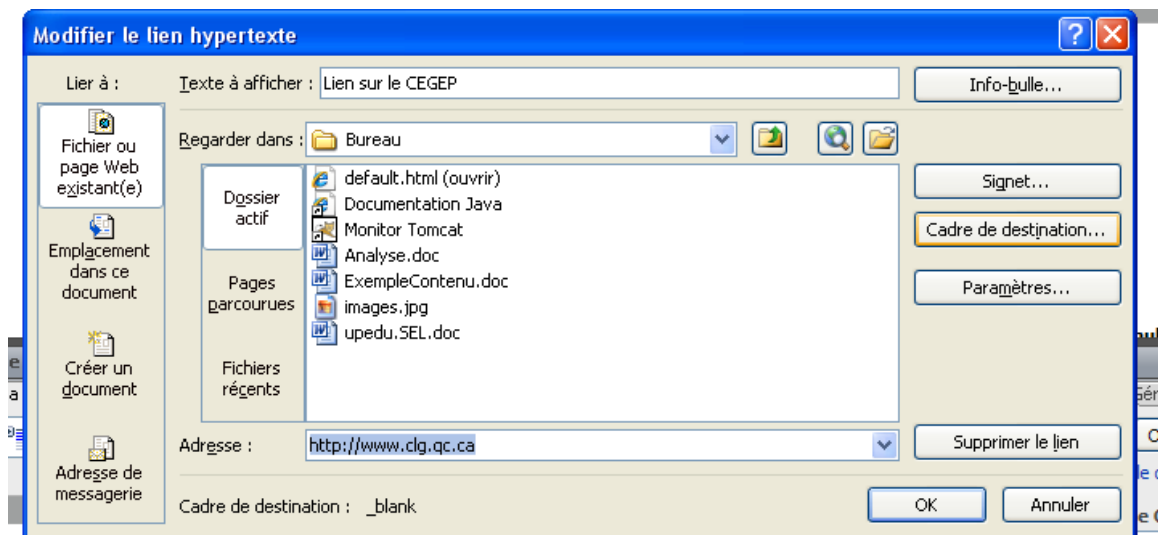 Modifier le lien hypertexte
Lier à :
Texte à afficher : Lien sur le CEGEP
Info-bulle...
Fichier ou
page Web
existant(e)
Regarder dans : Bureau
Dossier
actif
default.html (ouvrir)
Documentation Java
Monitor Tomcat
Analyse.doc
ExempleContenu.doc
images.jpg
upedu.SEL.doc
Signet...
Cadre de destination...
Paramètres...
Emplacement
dans ce
document
Pages
parcourues
Créer un
document
Fichiers
récents
Adresse de
messagerie
Adresse : http://www.clg.qc.ca
Supprimer le lien
Cadre de destination : _blank
OK
Annuler